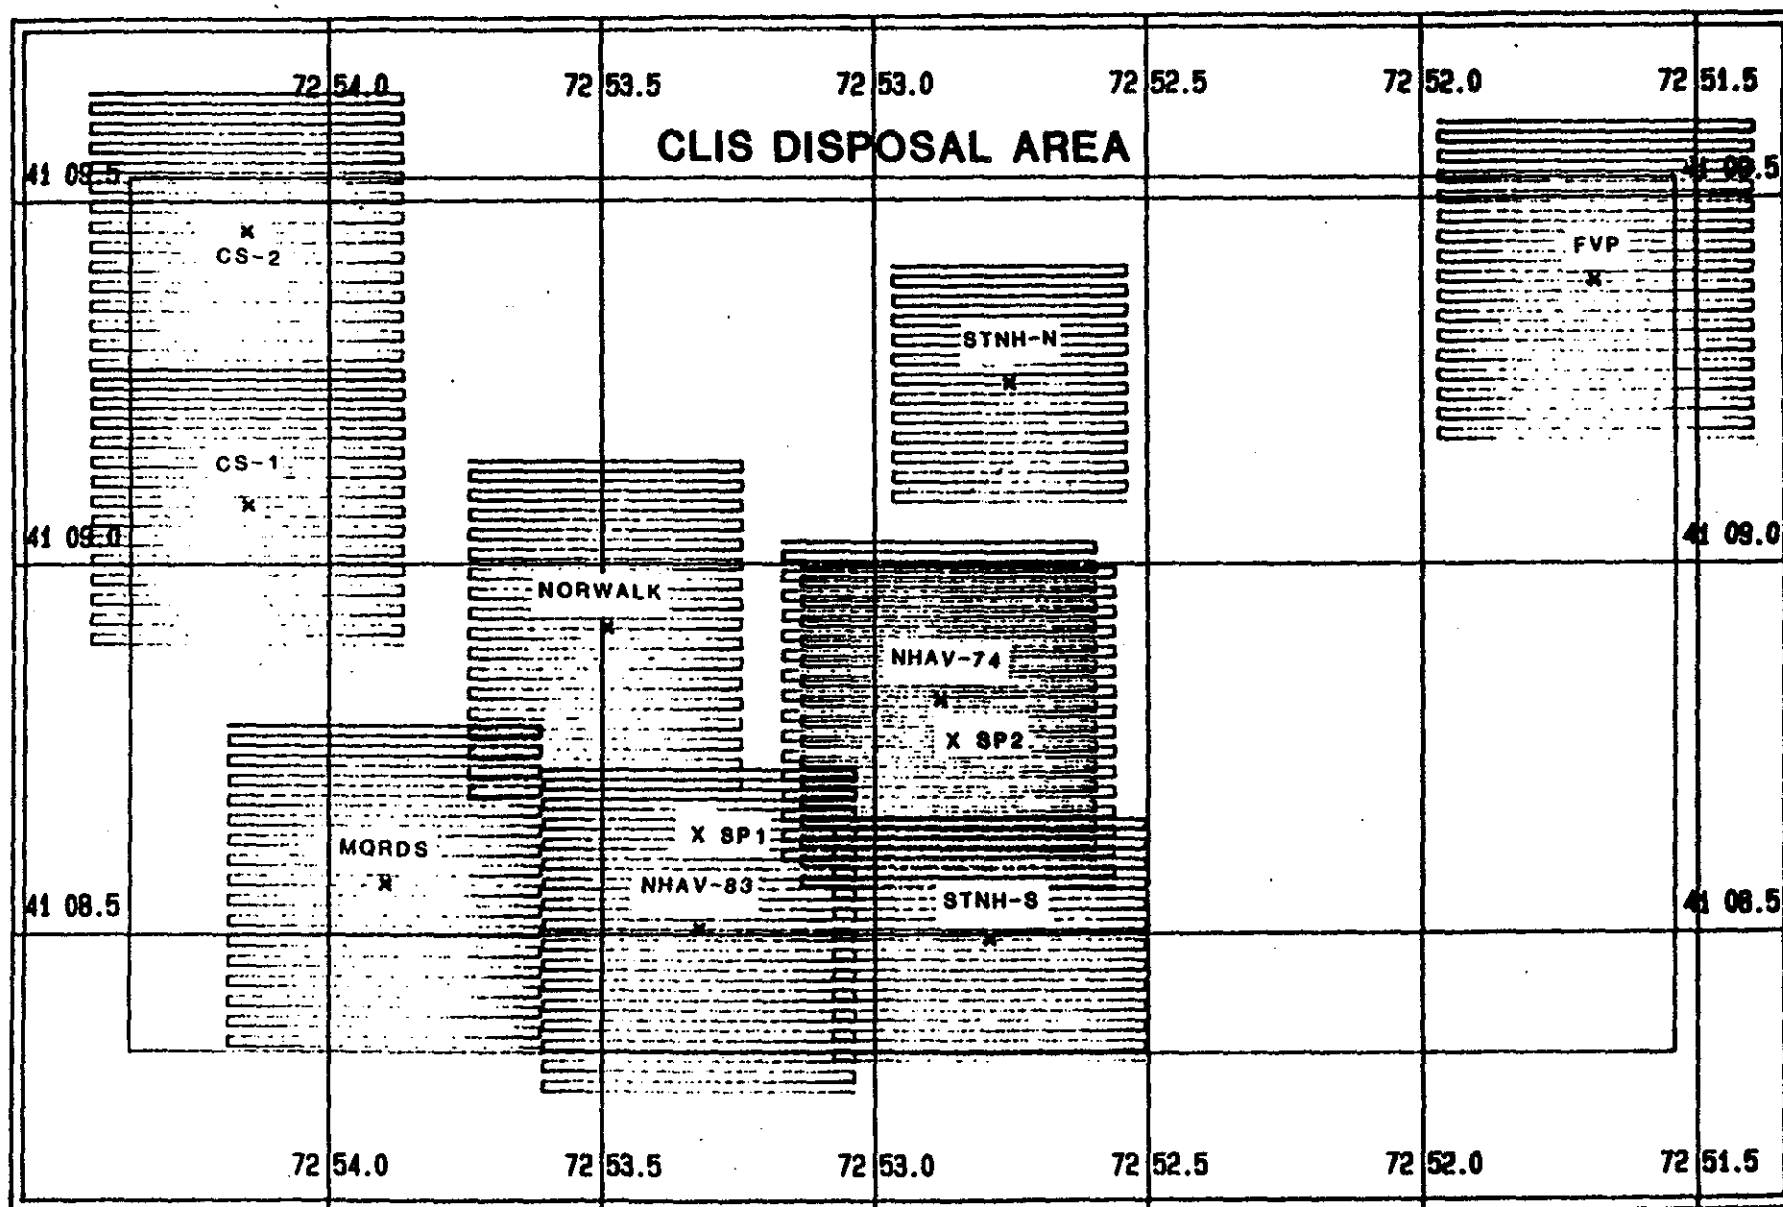 72 54.0 72 53.5 72 53.0 72 52.5 72 52.0 72 51.5
CLIS DISPOSAL AREA
41 09.5 41 09.5
CS-2
FVP
STNH-N
CS-1
41 09.0 41 09.0
NORWALK
NHAV-74
X SP2
X SP1
MQRDS
NHAV-83
STNH-S
41 08.5 41 08.5
72 54.0 72 53.5 72 53.0 72 52.5 72 52.0 72 51.5